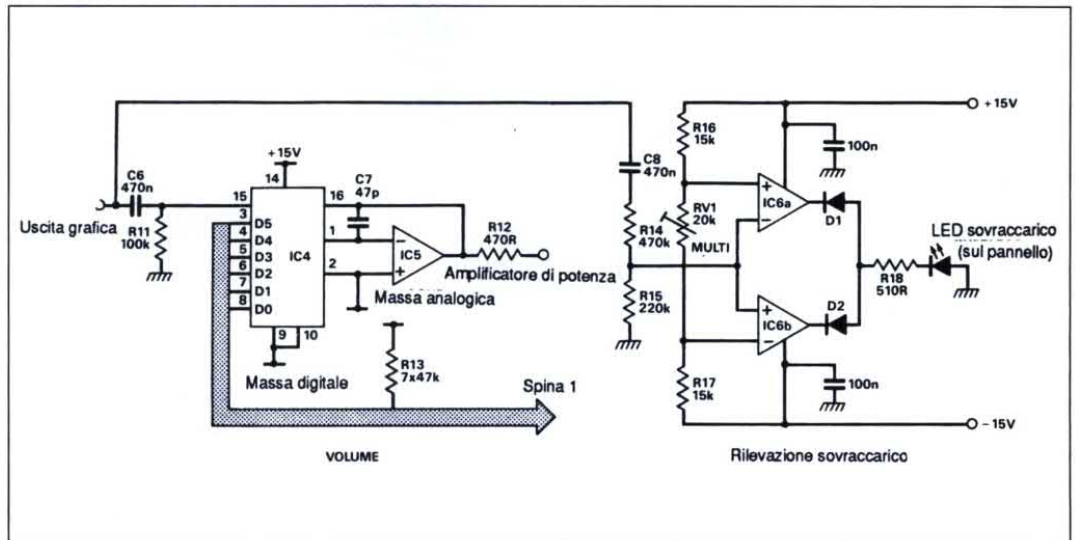 +15V
R16
15k
100n
C6
470n
+15V
14
C7
47p
C8
470n
15
3
16
Uscita grafica
R11
100k
D5
4
D4
5
D3
6
D2
7
D1
8
D0
IC4
1
2
−
+
IC5
R12
470R
Amplificatore di potenza
Massa analogica
9
10
Massa digitale
R13
7x47k
Spina 1
VOLUME
RV1
20k
MULTI
+
−
IC6a
D1
R14
470k
R15
220k
LED sovraccarico
(sul pannello)
R18
510R
D2
+
−
IC6b
R17
15k
100n
−15V
Rilevazione sovraccarico